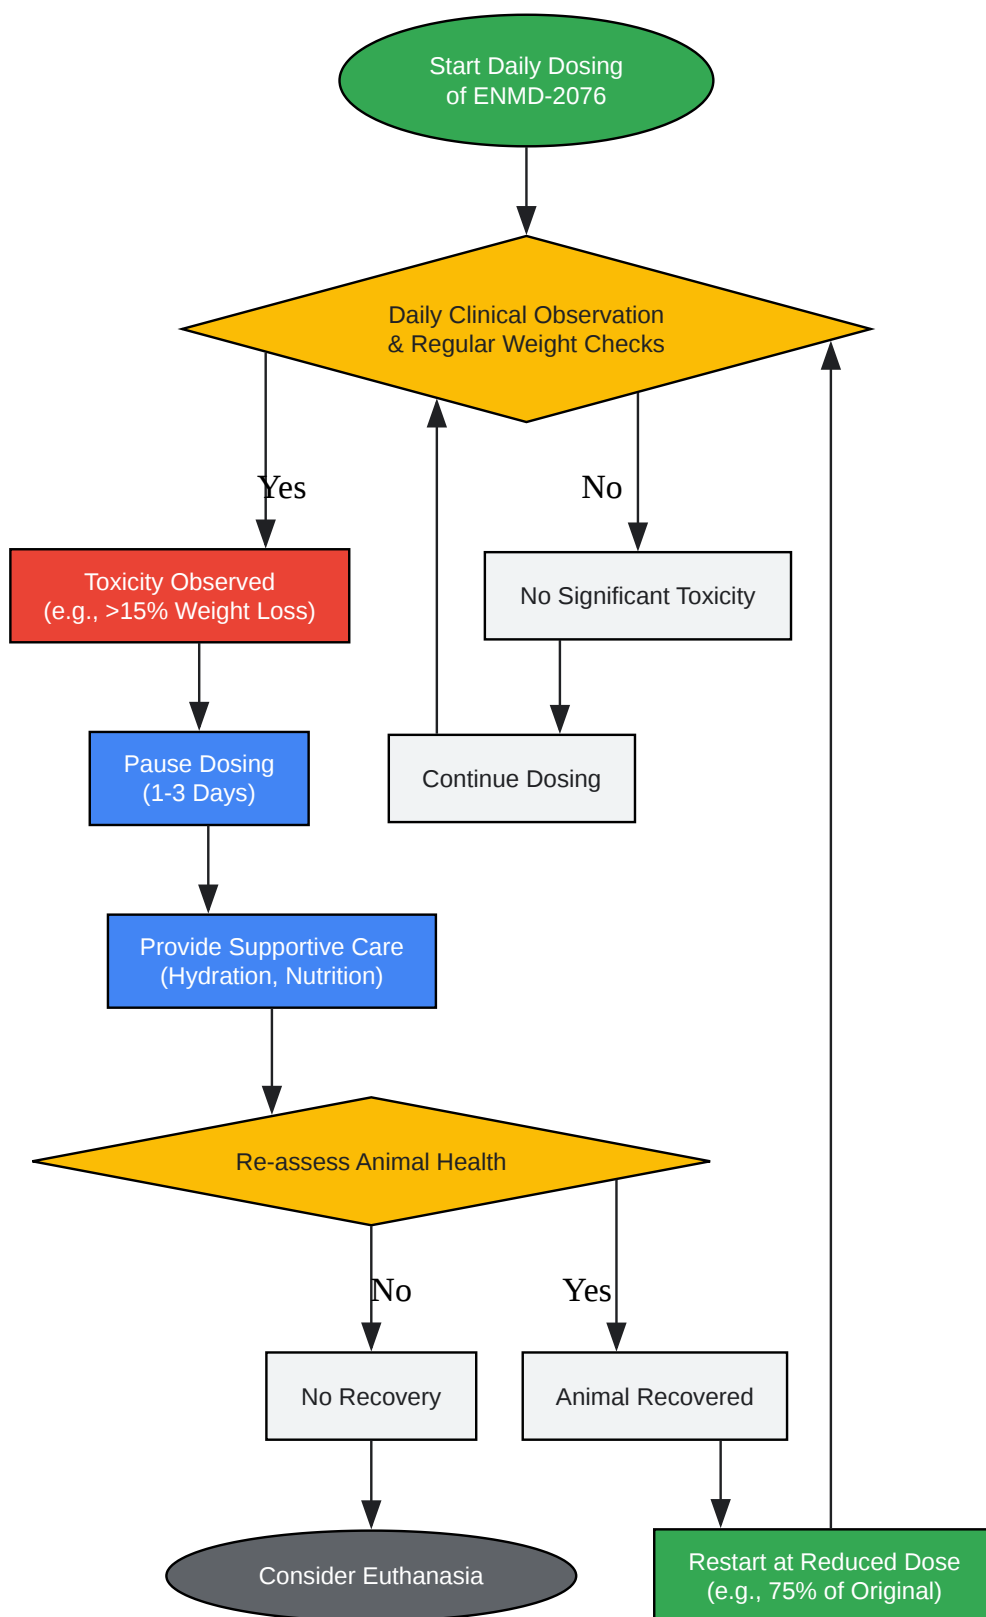 Start Daily Dosing
of ENMD-2076
Daily Clinical Observation
& Regular Weight Checks
Yes
No
Toxicity Observed
(e.g., >15% Weight Loss)
No Significant Toxicity
Pause Dosing
(1-3 Days)
Continue Dosing
Provide Supportive Care
(Hydration, Nutrition)
Re-assess Animal Health
No
Yes
No Recovery
Animal Recovered
Consider Euthanasia
Restart at Reduced Dose
(e.g., 75% of Original)